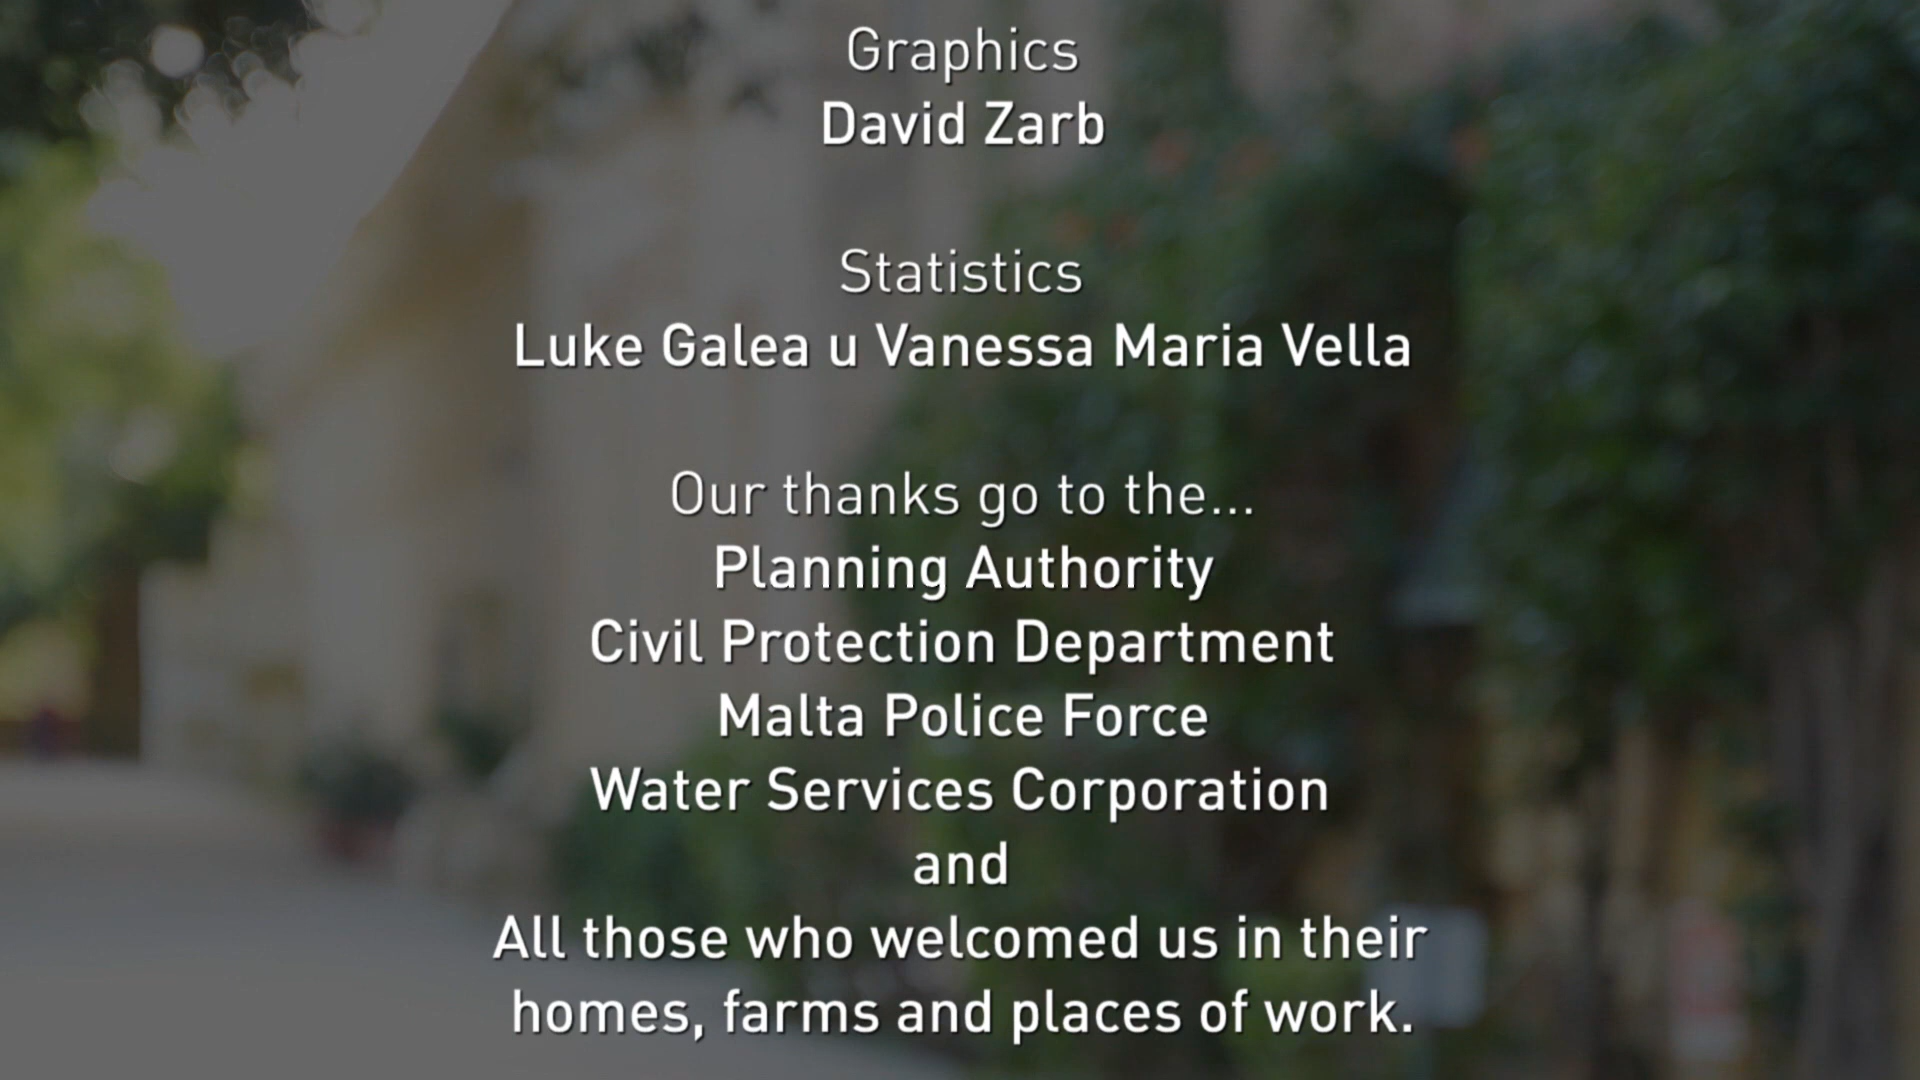 Graphics
David Zarb
Statistics
Luke Galea u Vanessa Maria Vella
Our thanks go to the...
Planning Authority
Civil Protection Department
Malta Police Force
Water Services Corporation
and
All those who welcomed us in their
homes, farms and places of work.